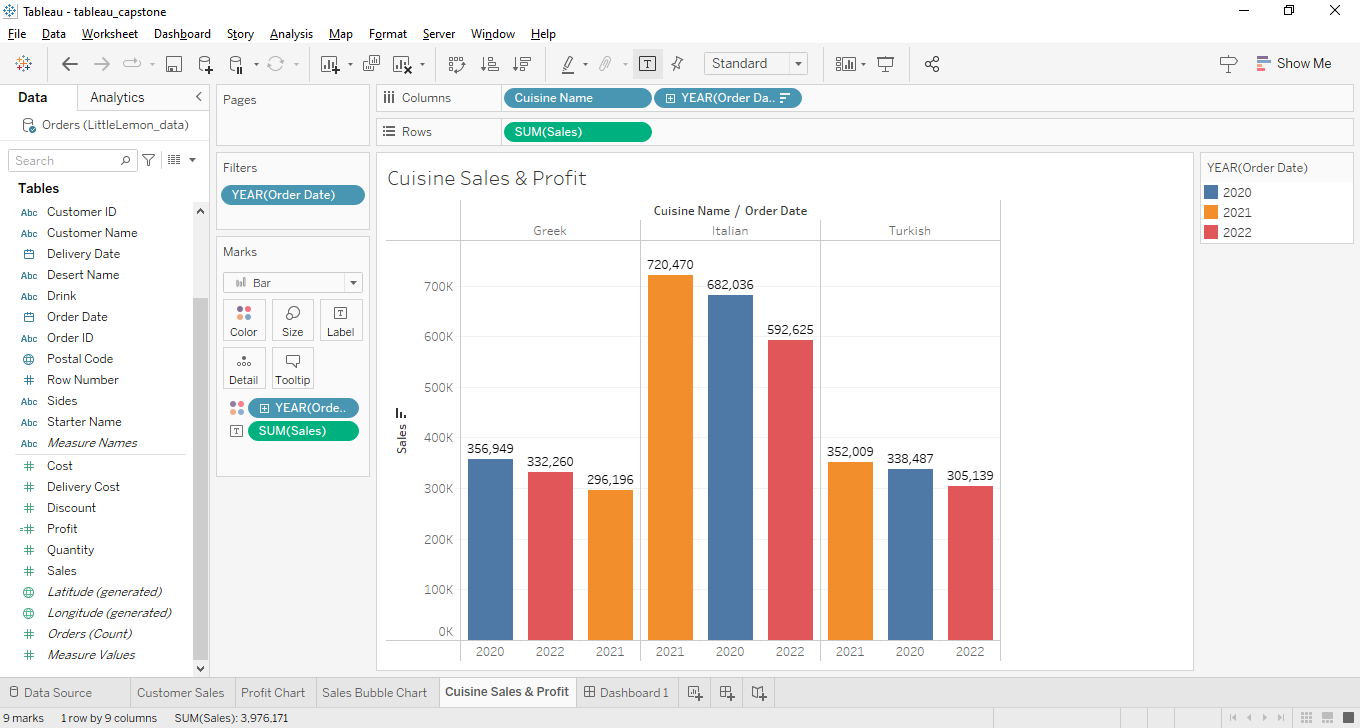 Tableau - tableau_capstone
File Data Worksheet Dashboard Story Analysis Map Format Server Window Help
Standard
Show Me
Data Analytics
Orders (LittleLemon_data)
Search
Tables
Abc Customer ID
Abc Customer Name
Delivery Date
Abc Desert Name
Abc Drink
Order Date
Abc Order ID
Postal Code
# Row Number
Abc Sides
Abc Starter Name
Abc Measure Names
# Cost
# Delivery Cost
# Discount
=# Profit
# Quantity
# Sales
Latitude (generated)
Longitude (generated)
# Orders (Count)
# Measure Values
Pages
Filters
YEAR(Order Date)
Marks
Bar
Color Size Label
Detail Tooltip
YEAR(Orde..
SUM(Sales)
Columns Cuisine Name YEAR(Order Da..
Rows SUM(Sales)
Cuisine Sales & Profit
Cuisine Name / Order Date
Greek Italian Turkish
Sales
700K
600K
500K
400K
300K
200K
100K
0K
356,949 332,260 296,196 720,470 682,036 592,625 352,009 338,487 305,139
2020 2022 2021 2021 2020 2022 2021 2020 2022
YEAR(Order Date)
2020
2021
2022
Data Source Customer Sales Profit Chart Sales Bubble Chart Cuisine Sales & Profit Dashboard 1
9 marks 1 row by 9 columns SUM(Sales): 3,976,171